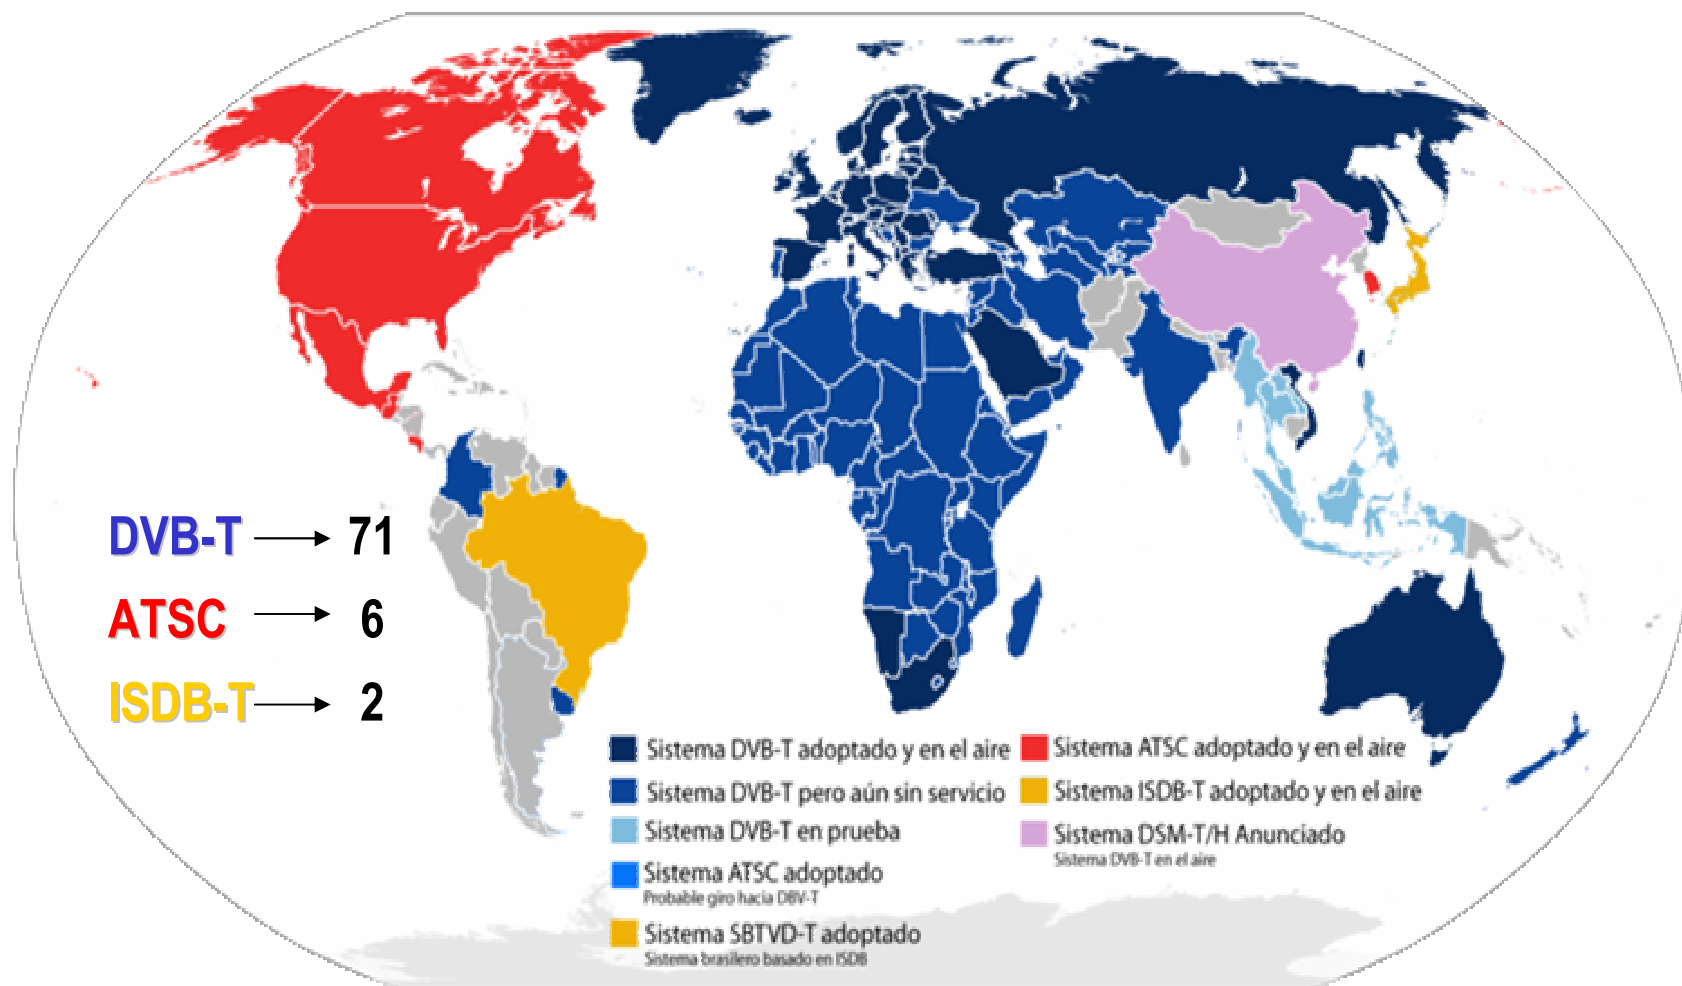 DVB-T → 71
ATSC → 6
ISDB-T → 2
Sistema DVB-T adoptado y en el aire
Sistema DVB-T pero aún sin servicio
Sistema DVB-T en prueba
Sistema ATSC adoptado
Probable giro hacia DBV-T
Sistema SBTVD-T adoptado
Sistema brasilero basado en ISDB
Sistema ATSC adoptado y en el aire
Sistema ISDB-T adoptado y en el aire
Sistema DSM-T/H Anunciado
Sistema DVB-T en el aire